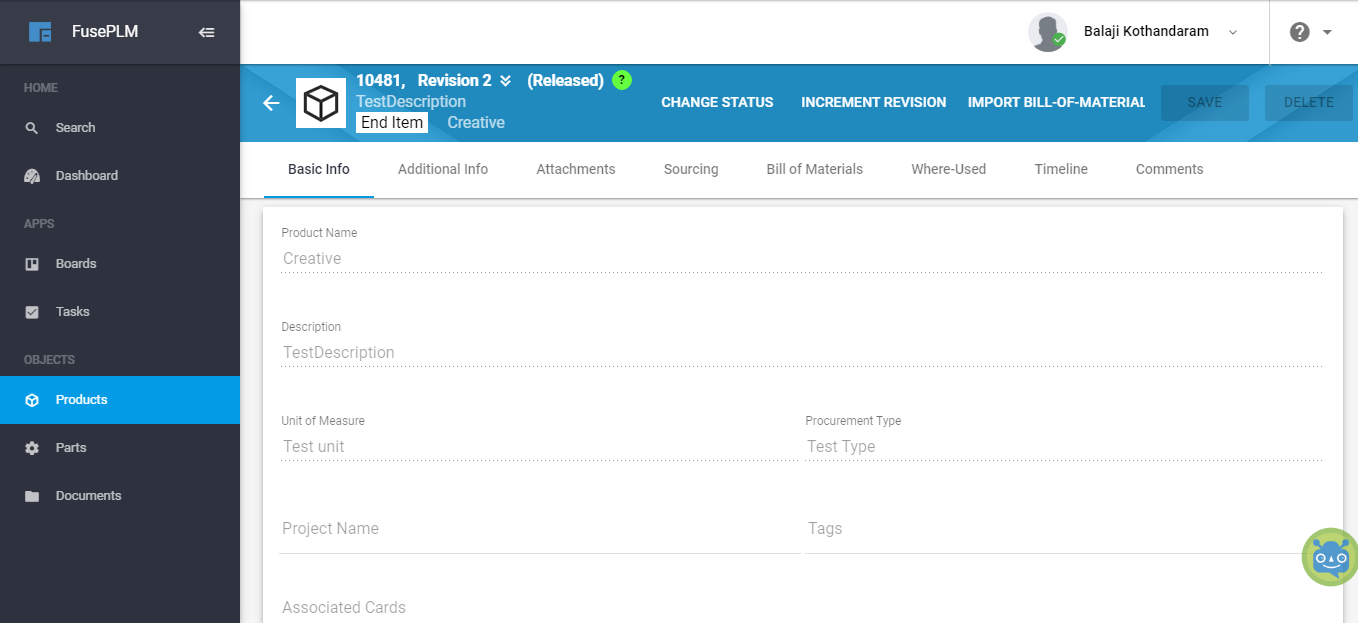 FusePLM
HOME
Search
Dashboard
APPS
Boards
Tasks
OBJECTS
Products
Parts
Documents
Balaji Kothandaram
?
10481, Revision 2 (Released) ?
TestDescription
End Item Creative
CHANGE STATUS INCREMENT REVISION IMPORT BILL-OF-MATERIAL SAVE DELETE
Basic Info Additional Info Attachments Sourcing Bill of Materials Where-Used Timeline Comments
Product Name
Creative
Description
TestDescription
Unit of Measure Procurement Type
Test unit Test Type
Project Name Tags
Associated Cards